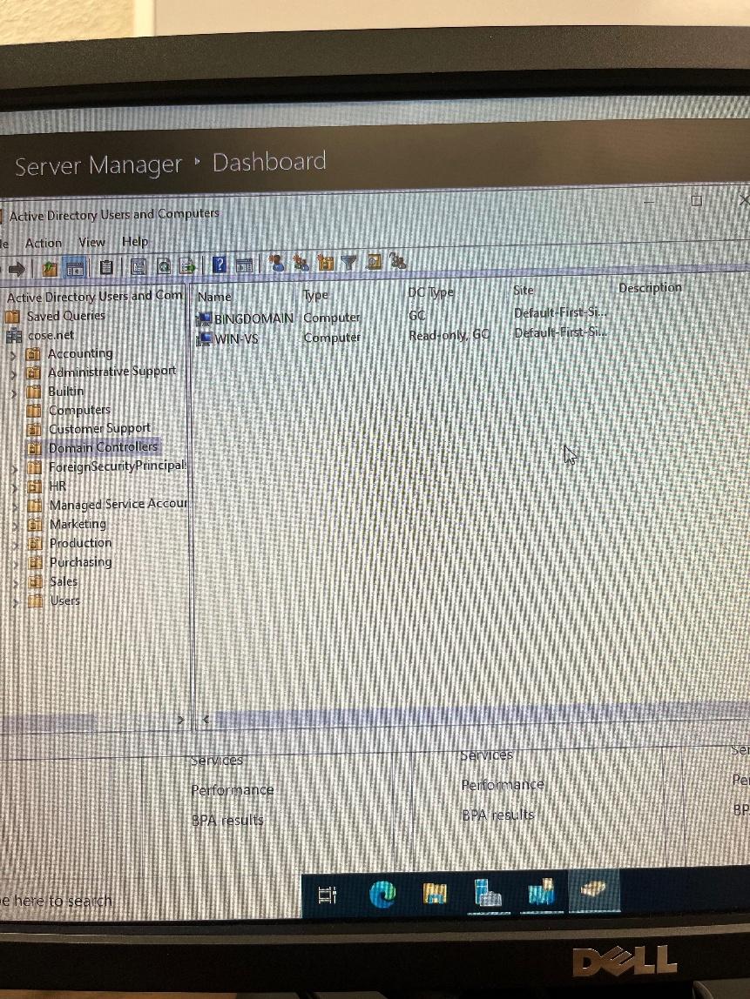 Server Manager ‣ Dashboard
Active Directory Users and Computers
le Action View Help
Active Directory Users and Com
Saved Queries
cose.net
Accounting
Administrative Support
Builtin
Computers
Customer Support
Domain Controllers
ForeignSecurityPrincipals
HR
Managed Service Accour
Marketing
Production
Purchasing
Sales
Users
Name Type DC Type Site Description
BINGDOMAIN Computer GC Default-First-Si...
WIN-VS Computer Read-only, GC Default-First-Si...
Services Services Ser
Performance Performance Pe
BPA results BPA results BP
e here to search
DELL